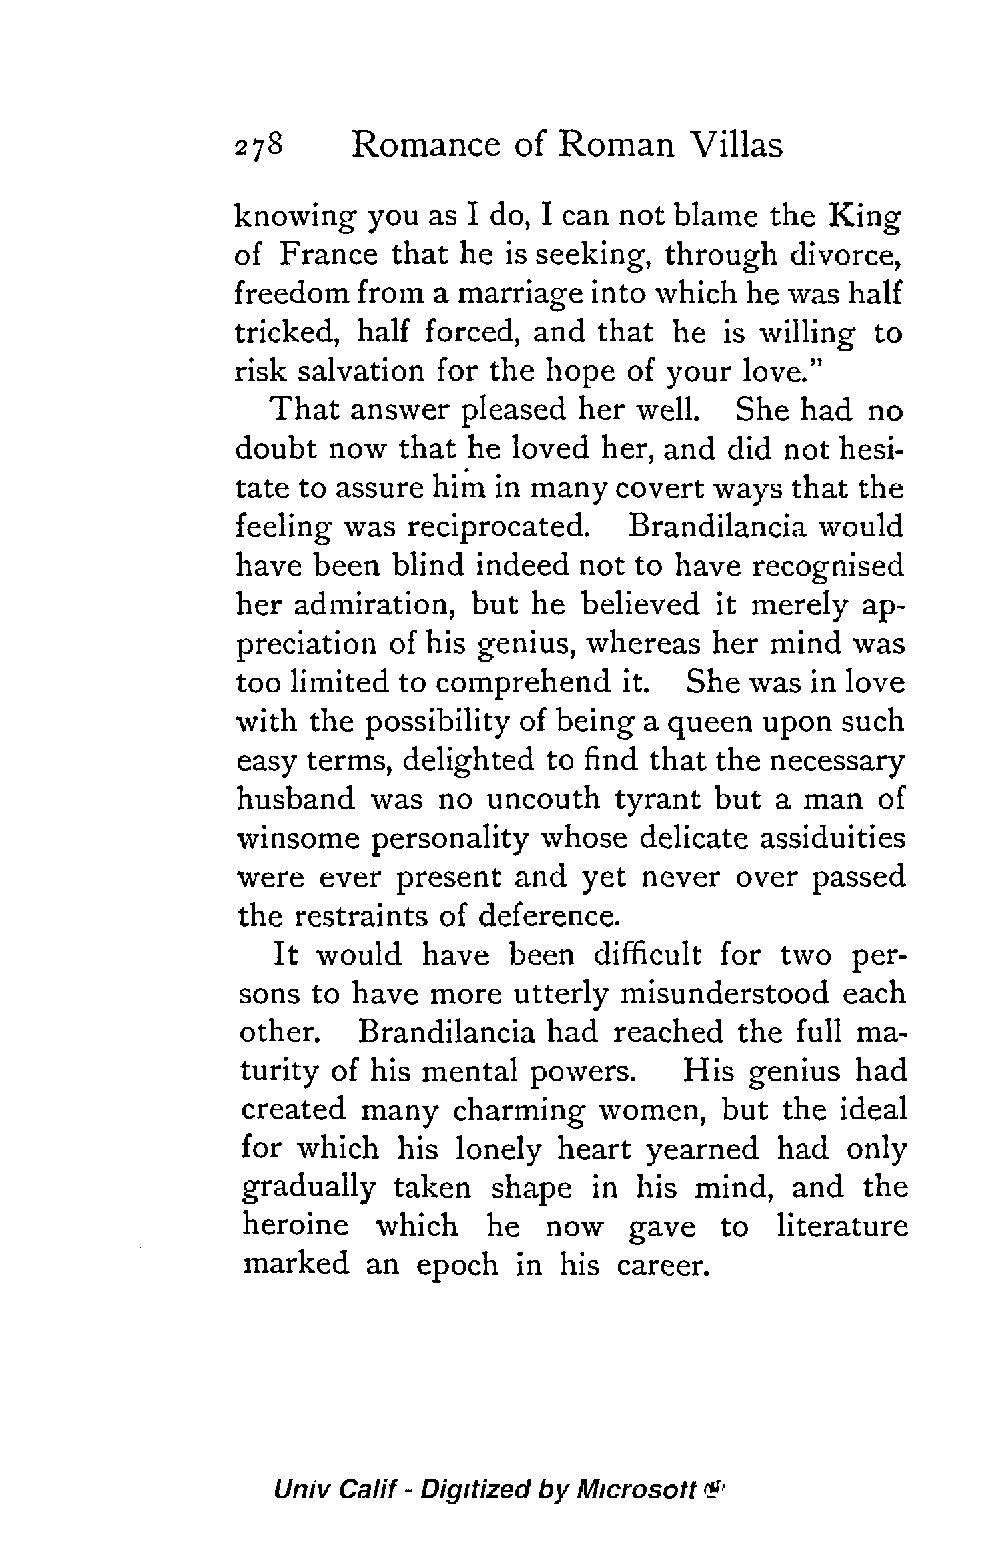 278 Romance of Roman Villas
knowing you as I do, I can not blame the King
of France that he is seeking, through divorce,
freedom from a marriage into which he was half
tricked, half forced, and that he is willing to
risk salvation for the hope of your love."
That answer pleased her well. She had no
doubt now that he loved her, and did not hesi-
tate to assure him in many covert ways that the
feeling was reciprocated. Brandilancia would
have been blind indeed not to have recognised
her admiration, but he believed it merely ap-
preciation of his genius, whereas her mind was
too limited to comprehend it. She was in love
with the possibility of being a queen upon such
easy terms, delighted to find that the necessary
husband was no uncouth tyrant but a man of
winsome personality whose delicate assiduities
were ever present and yet never over passed
the restraints of deference.
It would have been difficult for two per-
sons to have more utterly misunderstood each
other. Brandilancia had reached the full ma-
turity of his mental powers. His genius had
created many charming women, but the ideal
for which his lonely heart yearned had only
gradually taken shape in his mind, and the
heroine which he now gave to literature
marked an epoch in his career.
Univ Calif - Digitized by Microsoft ®